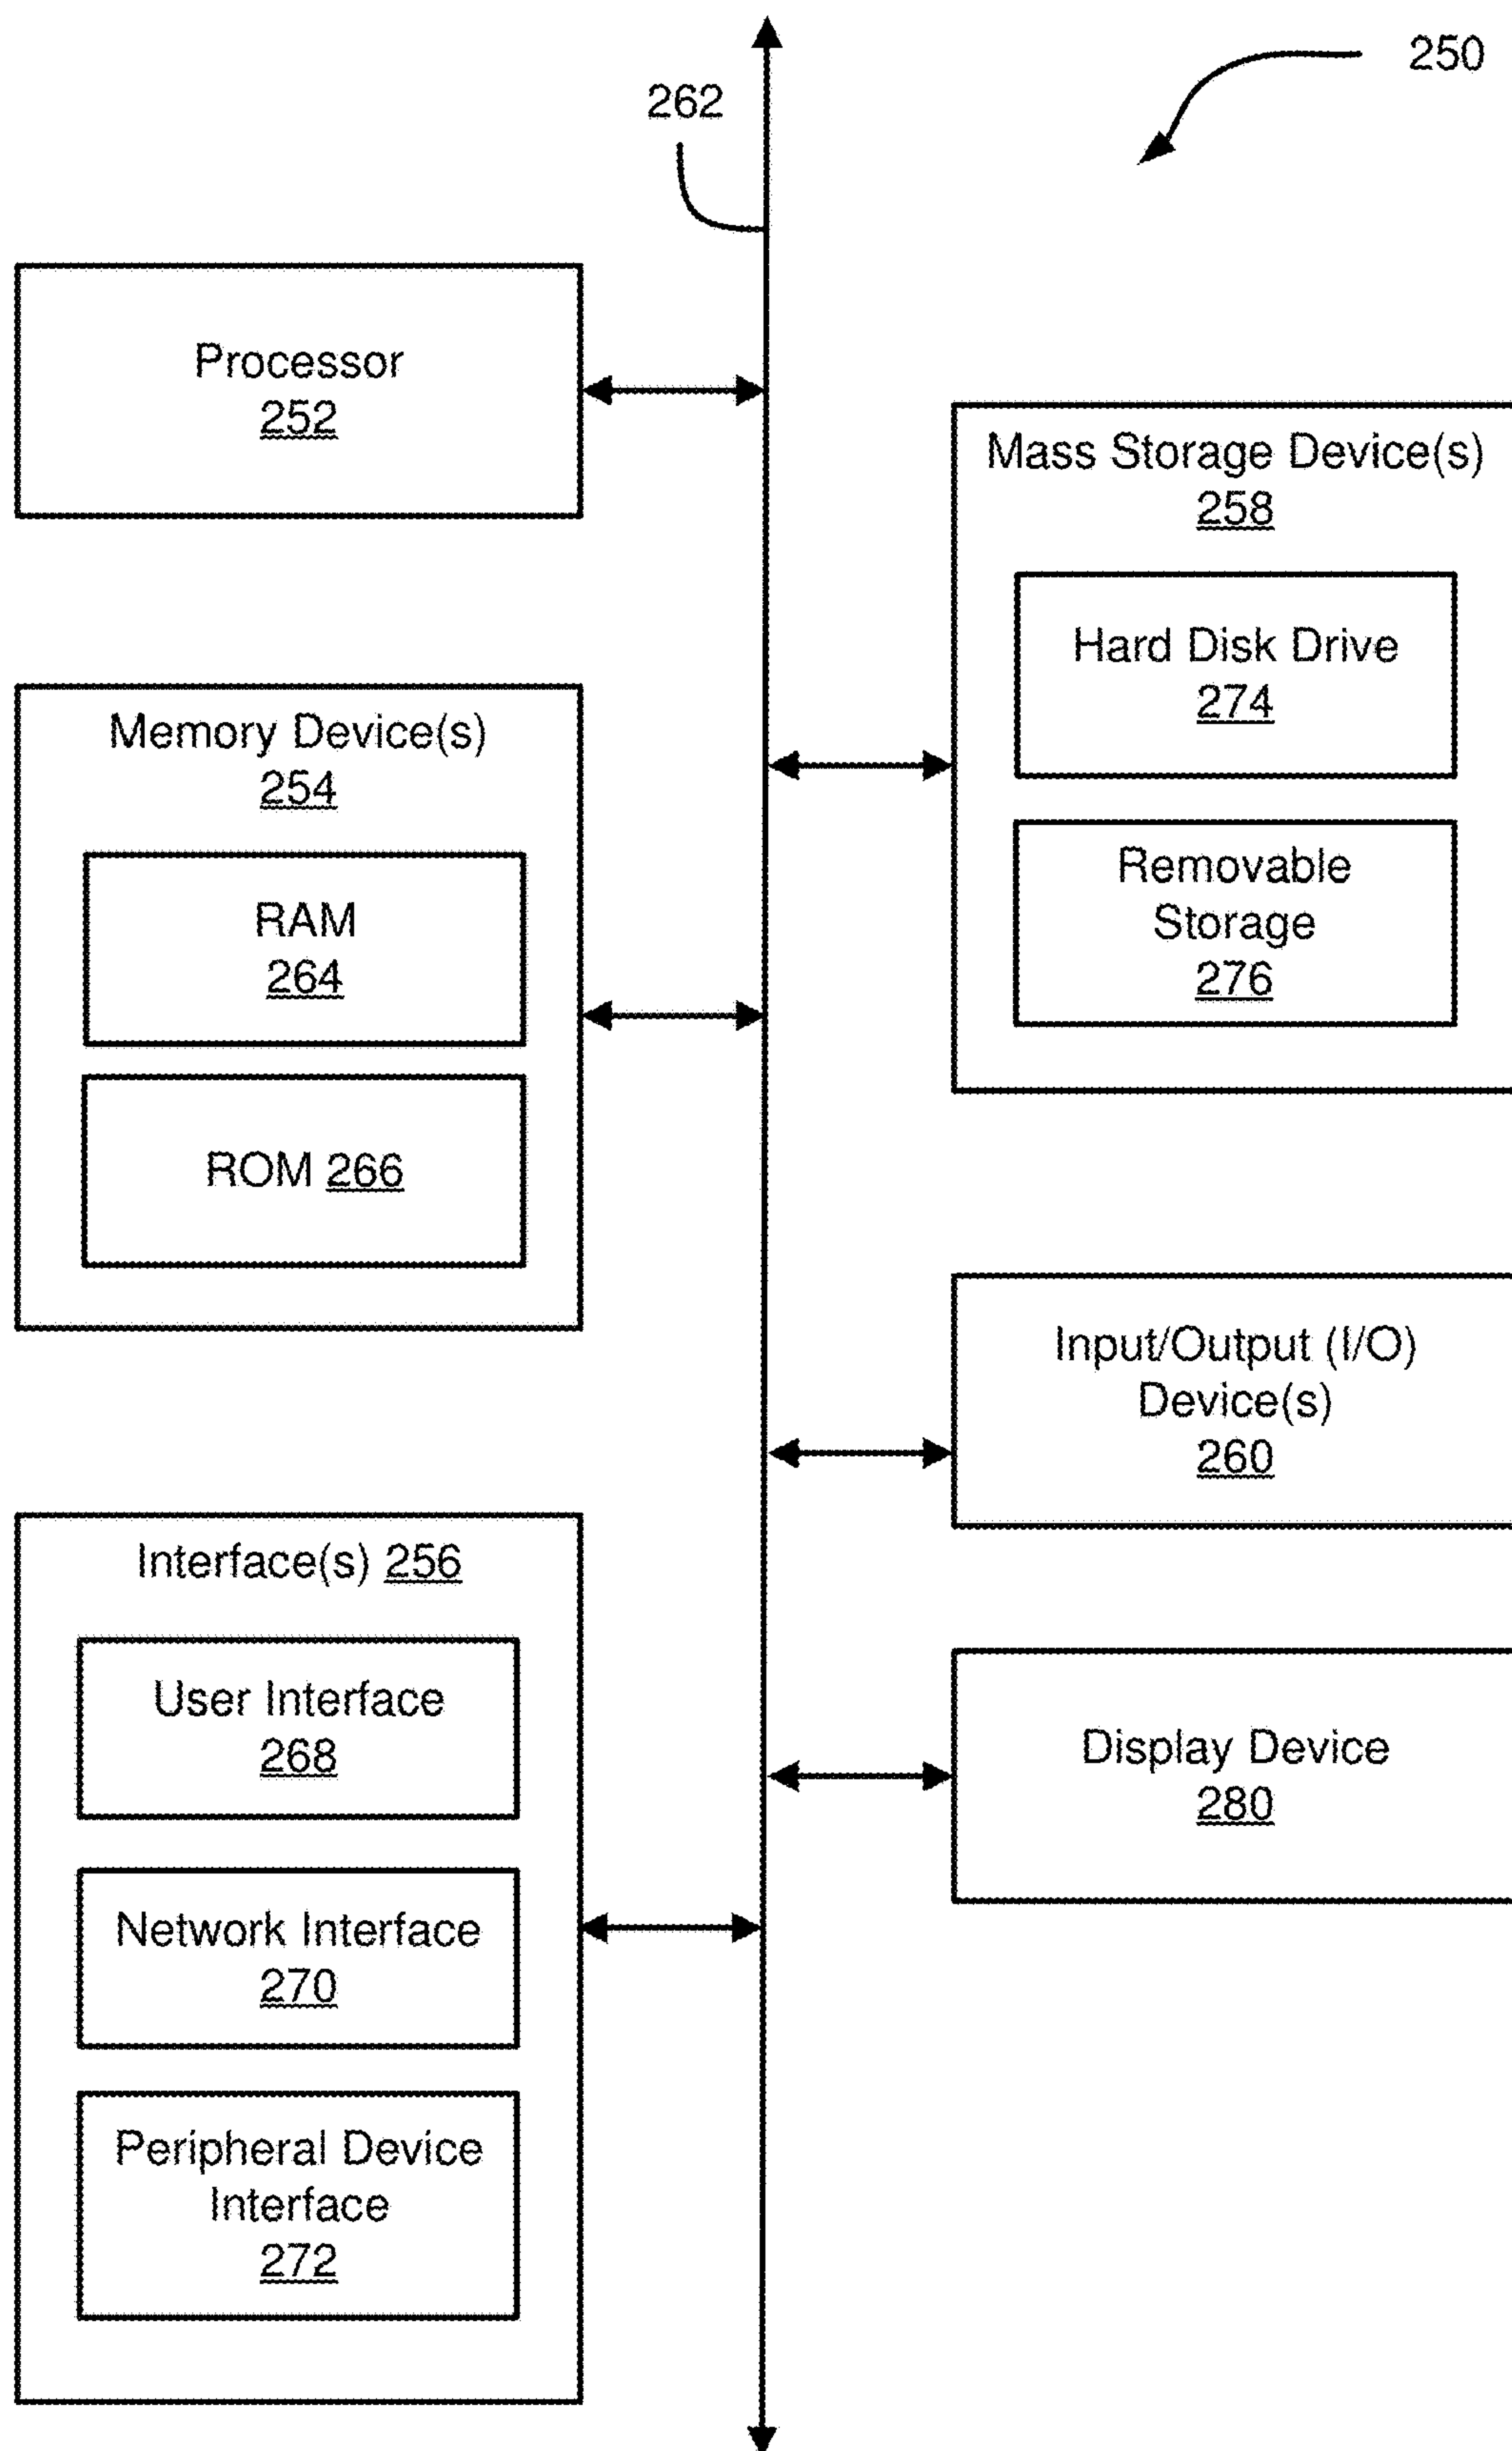 250
262
Processor
252
Memory Device(s)
254
RAM
264
ROM 266
Interface(s) 256
User Interface
268
Network Interface
270
Peripheral Device
Interface
272
Mass Storage Device(s)
258
Hard Disk Drive
274
Removable
Storage
276
Input/Output (I/O)
Device(s)
260
Display Device
280